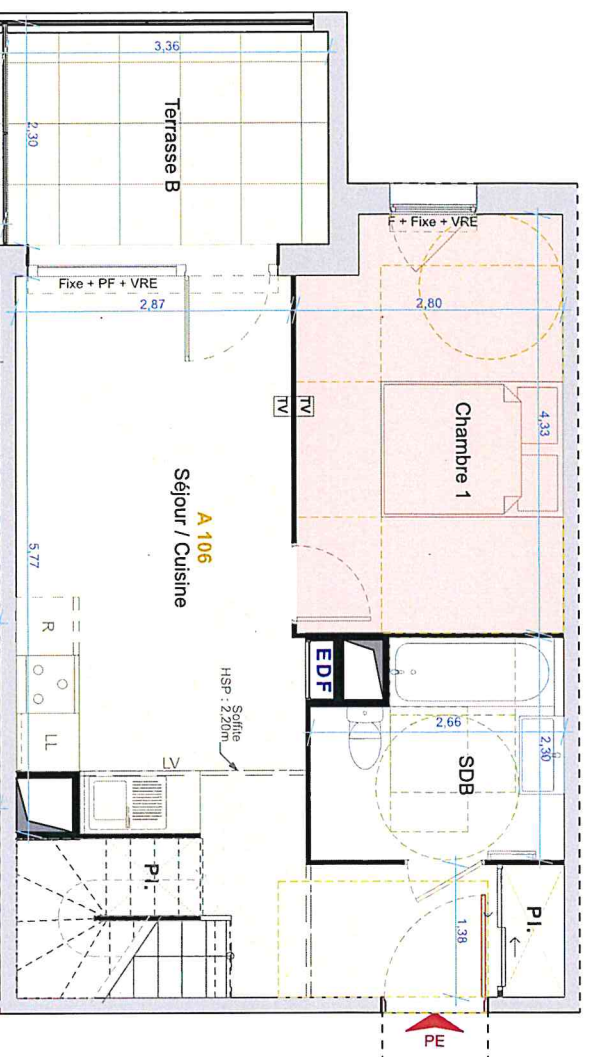 3,36
Terrasse B
2,30
F + Fixe + VRE
Fixe + PF + VRE
2,87
2,80
TV
TV
Chambre 1
4,33
A 106
Séjour / Cuisine
5,77
R
EDF
Soffite
HSP : 2,20m
LL
LV
2,66
2,30
SDB
Pl.
Pl.
1,38
PE